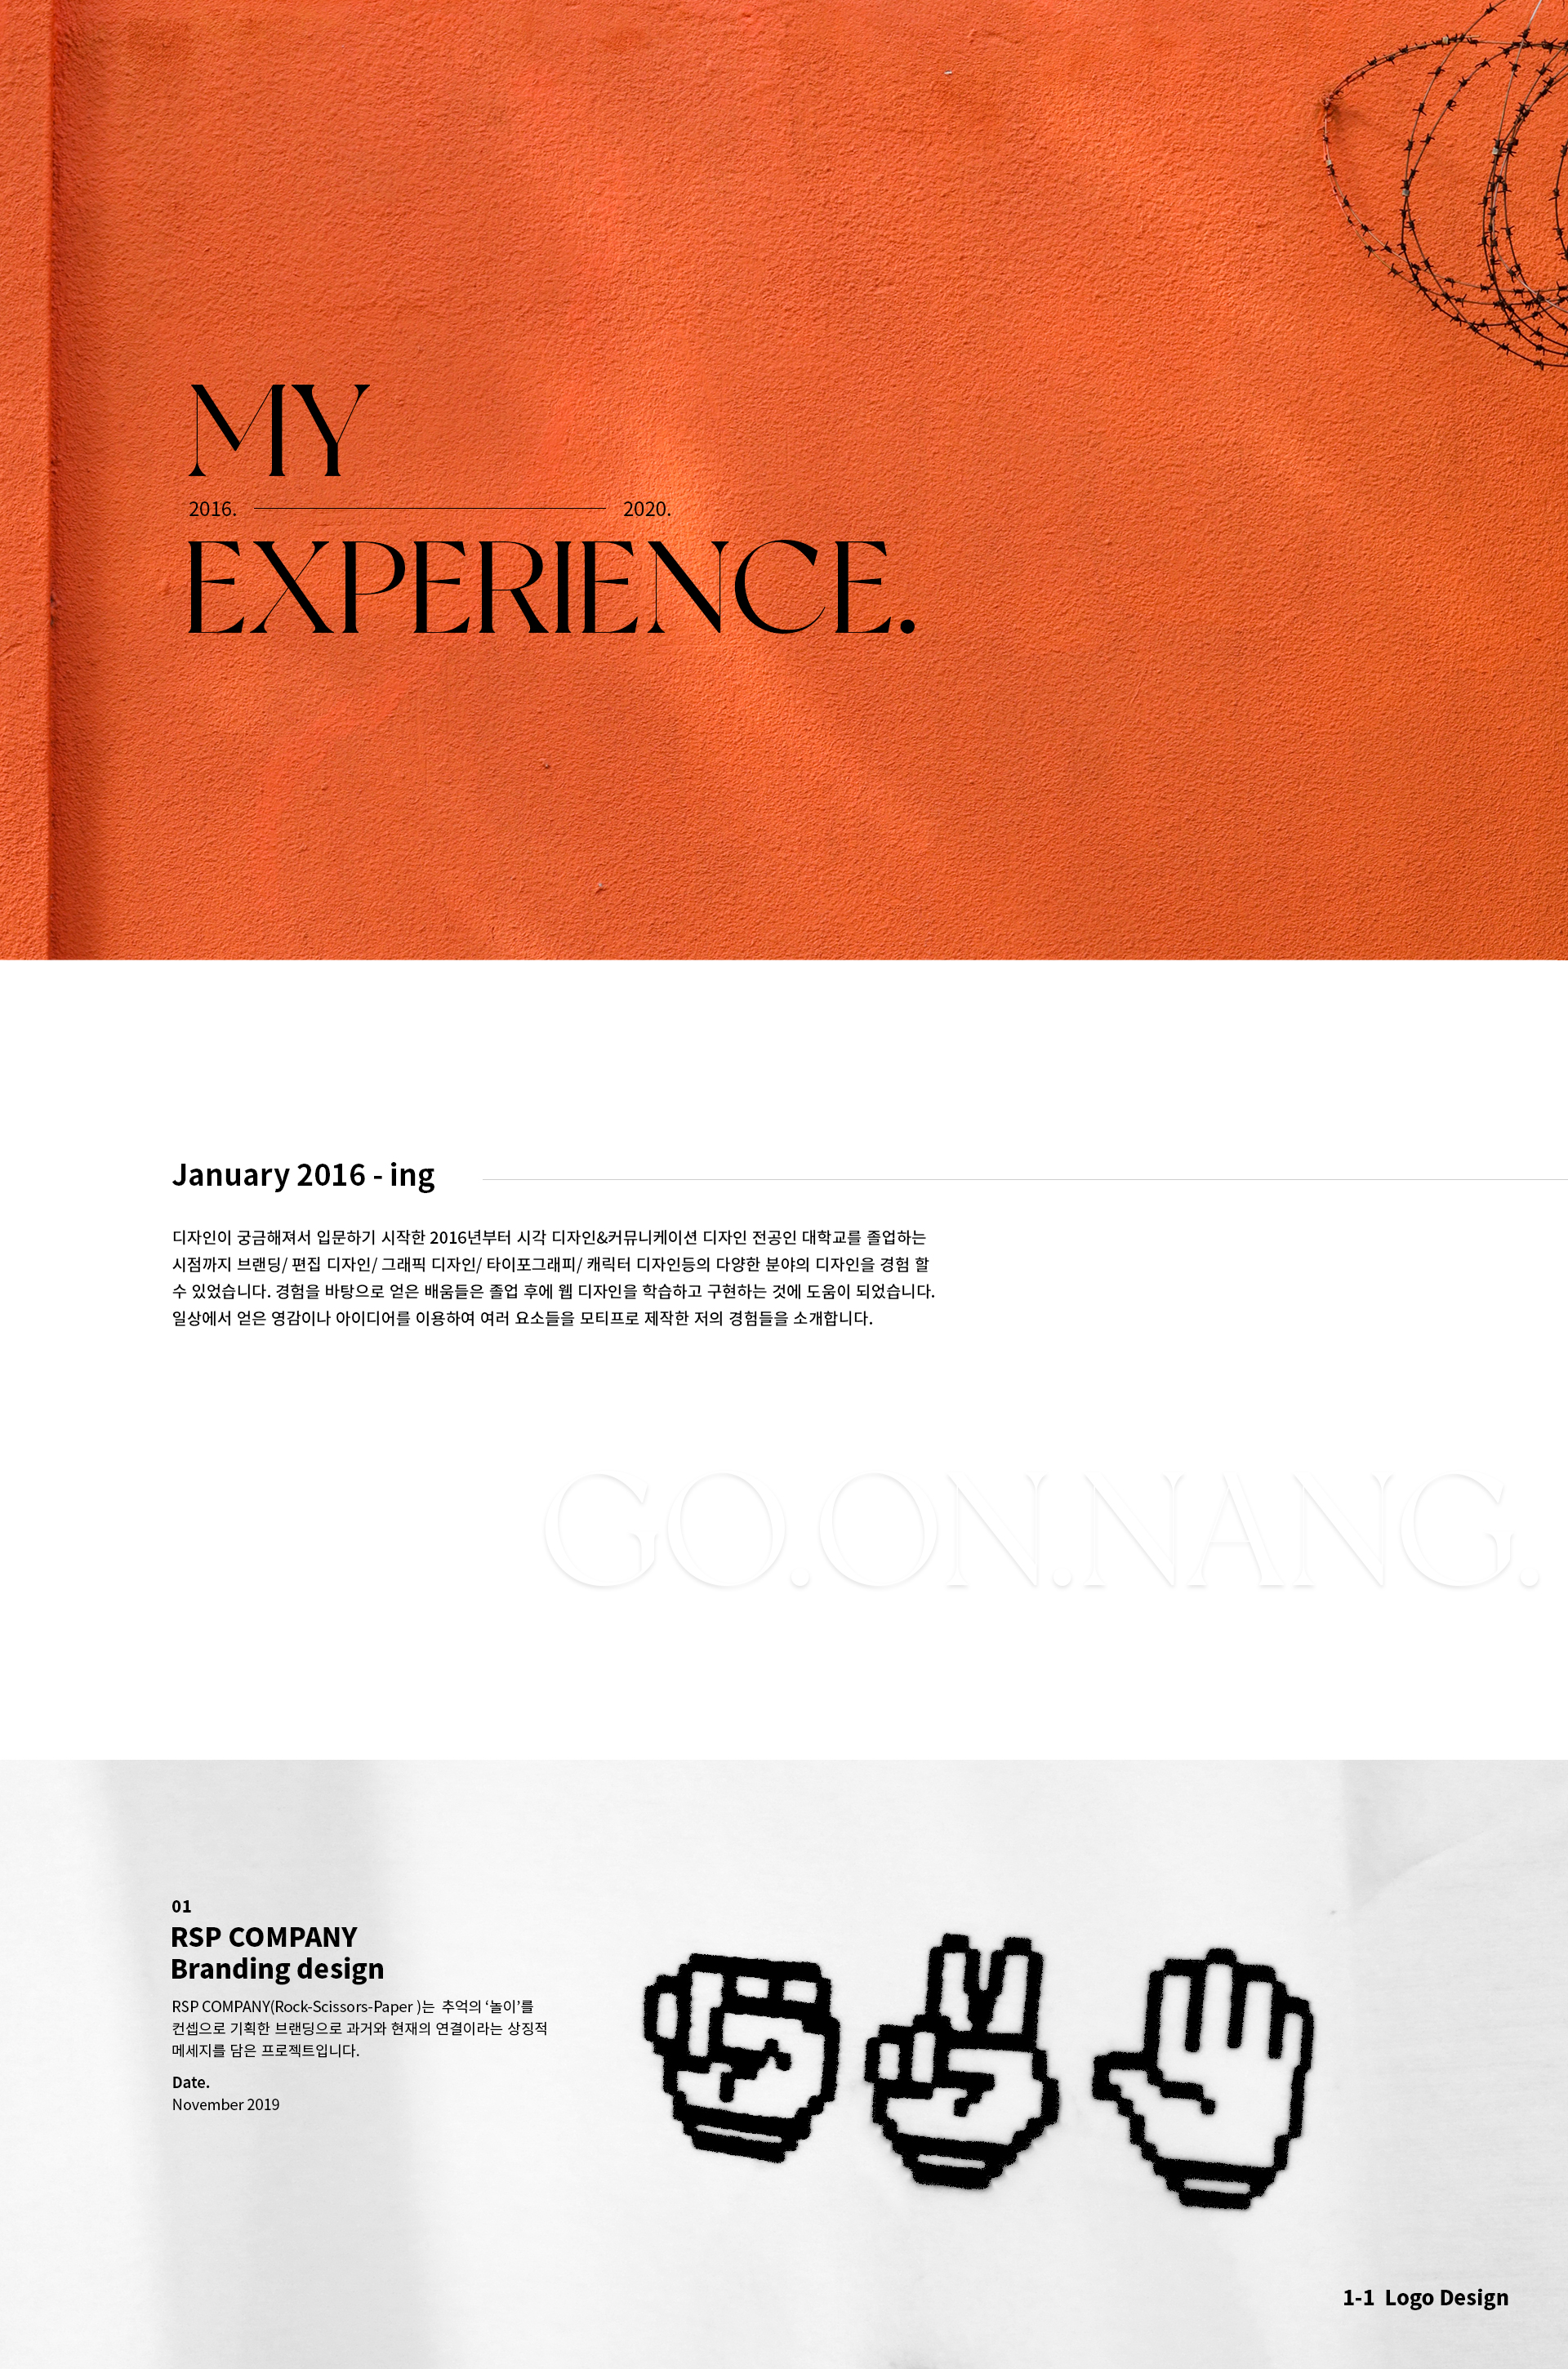 MY
2016. 2020.
EXPERIENCE.
January 2016 - ing
디자인이 궁금해져서 입문하기 시작한 2016년부터 시각 디자인&커뮤니케이션 디자인 전공인 대학교를 졸업하는
시점까지 브랜딩/ 편집 디자인/ 그래픽 디자인/ 타이포그래피/ 캐릭터 디자인등의 다양한 분야의 디자인을 경험 할
수 있었습니다. 경험을 바탕으로 얻은 배움들은 졸업 후에 웹 디자인을 학습하고 구현하는 것에 도움이 되었습니다.
일상에서 얻은 영감이나 아이디어를 이용하여 여러 요소들을 모티프로 제작한 저의 경험들을 소개합니다.
GO.ON.NANG.
01
RSP COMPANY
Branding design
RSP COMPANY(Rock-Scissors-Paper )는 추억의 ‘놀이’를
컨셉으로 기획한 브랜딩으로 과거와 현재의 연결이라는 상징적
메세지를 담은 프로젝트입니다.
Date.
November 2019
1-1 Logo Design